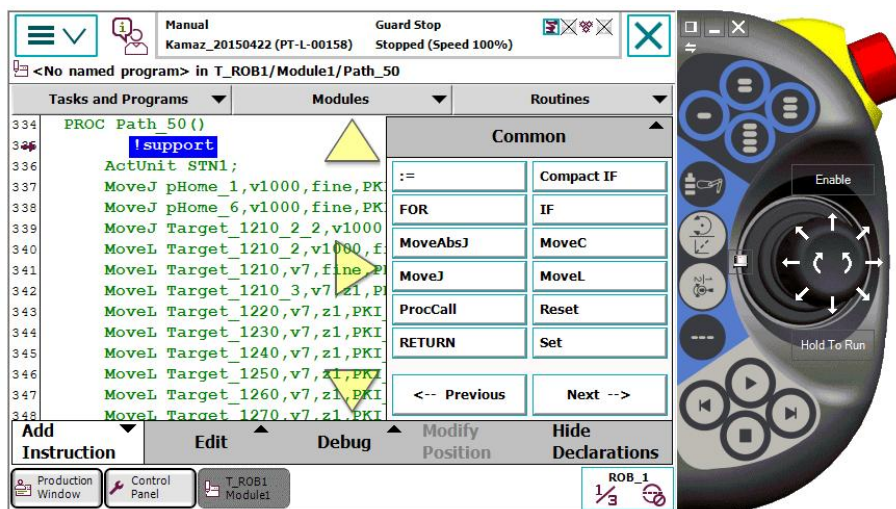 Manual
Guard Stop
Kamaz_20150422 (PT-L-00158)
Stopped (Speed 100%)
<No named program> in T_ROB1/Module1/Path_50
Tasks and Programs
Modules
Routines
334 PROC Path_50()
335 !support
336 ActUnit STN1;
337 MoveJ pHome_1,v1000,fine,PKI
338 MoveJ pHome_6,v1000,fine,PKI
339 MoveJ Target_1210_2_2,v1000
340 MoveL Target_1210_2,v1000,fi
341 MoveL Target_1210,v7,fine,PI
342 MoveL Target_1210_3,v7,z1,PI
343 MoveL Target_1220,v7,z1,PKI
344 MoveL Target_1230,v7,z1,PKI
345 MoveL Target_1240,v7,z1,PKI
346 MoveL Target_1250,v7,z1,PKI
347 MoveL Target_1260,v7,z1,PKI
348 MoveL Target_1270,v7,z1,PKI
Common
:=
Compact IF
FOR
IF
MoveAbsJ
MoveC
MoveJ
MoveL
ProcCall
Reset
RETURN
Set
<-- Previous
Next -->
Add
Instruction
Edit
Debug
Modify
Position
Hide
Declarations
Production
Window
Control
Panel
T_ROB1
Module1
ROB_1
1/3
Enable
Hold To Run